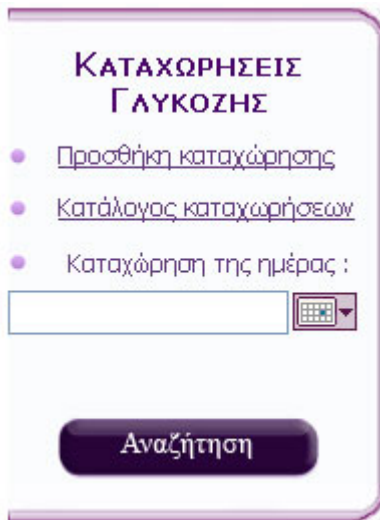 ΚΑΤΑΧΩΡΗΣΕΙΣ
ΓΛΥΚΟΖΗΣ
Προσθήκη καταχώρησης
Κατάλογος καταχωρήσεων
Καταχώρηση της ημέρας :
Αναζήτηση